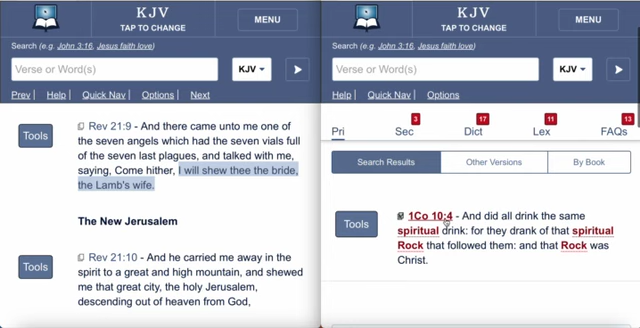 KJV
TAP TO CHANGE
MENU
Search (e.g. John 3:16, Jesus faith love)
Verse or Word(s)
KJV
Prev | Help | Quick Nav | Options | Next
Tools
Rev 21:9 - And there came unto me one of
the seven angels which had the seven vials full
of the seven last plagues, and talked with me,
saying, Come hither, I will shew thee the bride,
the Lamb's wife.
The New Jerusalem
Tools
Rev 21:10 - And he carried me away in the
spirit to a great and high mountain, and shewed
me that great city, the holy Jerusalem,
descending out of heaven from God,
KJV
TAP TO CHANGE
MENU
Search (e.g. John 3:16, Jesus faith love)
Verse or Word(s)
KJV
Help | Quick Nav | Options
3 17 11 13
Pri Sec Dict Lex FAQs
Search Results Other Versions By Book
Tools
1Co 10:4 - And did all drink the same
spiritual drink: for they drank of that spiritual
Rock that followed them: and that Rock was
Christ.